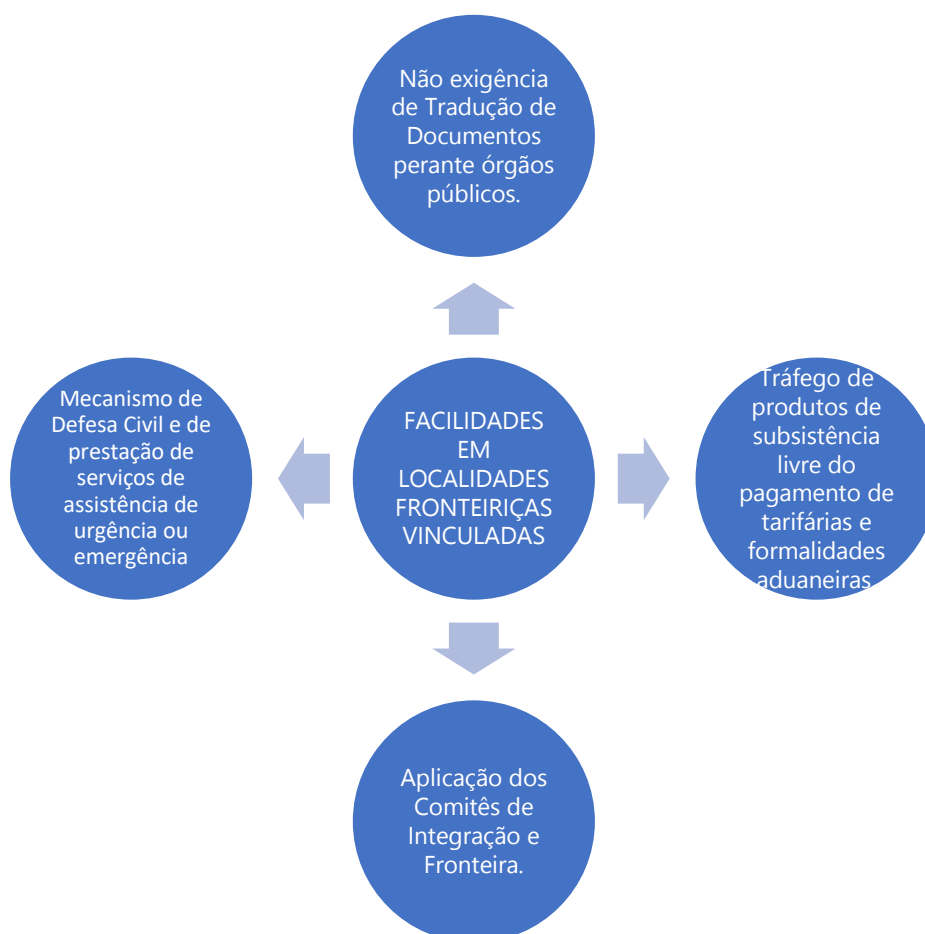 Não exigência
de Tradução de
Documentos
perante órgãos
públicos.
Mecanismo de
Defesa Civil e de
prestação de
serviços de
assistência de
urgência ou
emergência
FACILIDADES
EM
LOCALIDADES
FRONTEIRIÇAS
VINCULADAS
Tráfego de
produtos de
subsistência
livre do
pagamento de
tarifárias e
formalidades
aduaneiras
Aplicação dos
Comitês de
Integração e
Fronteira.